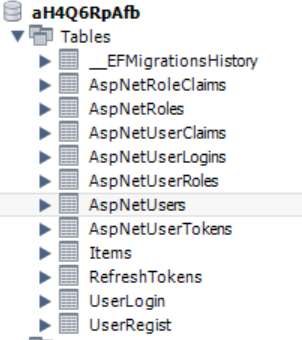 aH4Q6RpAfb
Tables
__EFMigrationsHistory
AspNetRoleClaims
AspNetRoles
AspNetUserClaims
AspNetUserLogins
AspNetUserRoles
AspNetUsers
AspNetUserTokens
Items
RefreshTokens
UserLogin
UserRegist